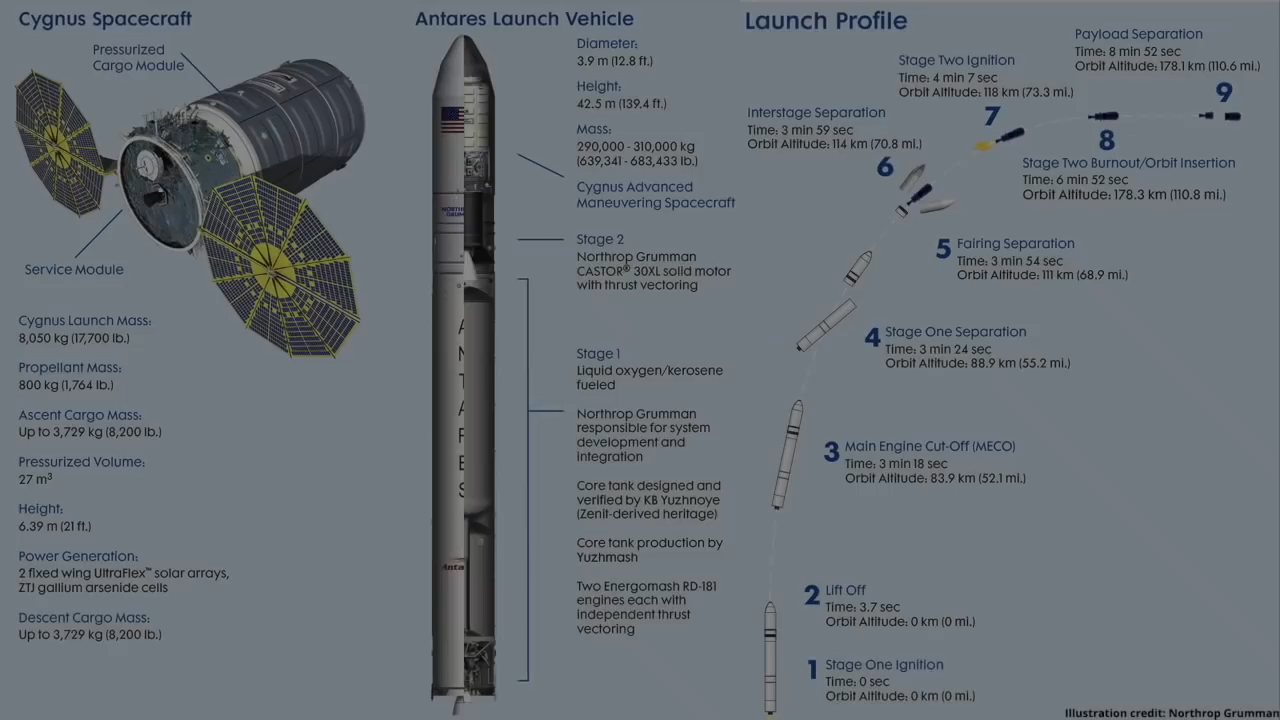 Cygnus Spacecraft
Pressurized
Cargo Module
Service Module
Cygnus Launch Mass:
8,050 kg (17,700 lb.)
Propellant Mass:
800 kg (1,764 lb.)
Ascent Cargo Mass:
Up to 3,729 kg (8,200 lb.)
Pressurized Volume:
27 m³
Height:
6.39 m (21 ft.)
Power Generation:
2 fixed wing UltraFlex™ solar arrays,
ZTJ gallium arsenide cells
Descent Cargo Mass:
Up to 3,729 kg (8,200 lb.)
Antares Launch Vehicle
Diameter:
3.9 m (12.8 ft.)
Height:
42.5 m (139.4 ft.)
Mass:
290,000 - 310,000 kg
(639,341 - 683,433 lb.)
Cygnus Advanced
Maneuvering Spacecraft
Stage 2
Northrop Grumman
CASTOR® 30XL solid motor
with thrust vectoring
Stage 1
Liquid oxygen/kerosene
fueled
Northrop Grumman
responsible for system
development and
integration
Core tank designed and
verified by KB Yuzhnoye
(Zenit-derived heritage)
Core tank production by
Yuzhmash
Two Energomash RD-181
engines each with
independent thrust
vectoring
NORTH
GRUM
ANTARES
Anta
Launch Profile
Payload Separation
Time: 8 min 52 sec
Orbit Altitude: 178.1 km (110.6 mi.)
9
Stage Two Ignition
Time: 4 min 7 sec
Orbit Altitude: 118 km (73.3 mi.)
7
8
Stage Two Burnout/Orbit Insertion
Time: 6 min 52 sec
Orbit Altitude: 178.3 km (110.8 mi.)
Interstage Separation
Time: 3 min 59 sec
Orbit Altitude: 114 km (70.8 mi.)
6
5 Fairing Separation
Time: 3 min 54 sec
Orbit Altitude: 111 km (68.9 mi.)
4 Stage One Separation
Time: 3 min 24 sec
Orbit Altitude: 88.9 km (55.2 mi.)
3 Main Engine Cut-Off (MECO)
Time: 3 min 18 sec
Orbit Altitude: 83.9 km (52.1 mi.)
2 Lift Off
Time: 3.7 sec
Orbit Altitude: 0 km (0 mi.)
1 Stage One Ignition
Time: 0 sec
Orbit Altitude: 0 km (0 mi.)
Illustration credit: Northrop Grumman